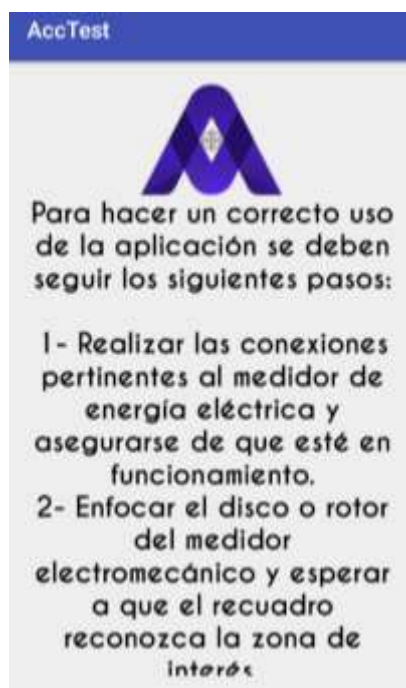 AccTest
Para hacer un correcto uso
de la aplicación se deben
seguir los siguientes pasos:
1- Realizar las conexiones
pertinentes al medidor de
energía eléctrica y
asegurarse de que esté en
funcionamiento.
2- Enfocar el disco o rotor
del medidor
electromecánico y esperar
a que el recuadro
reconozca la zona de
interés